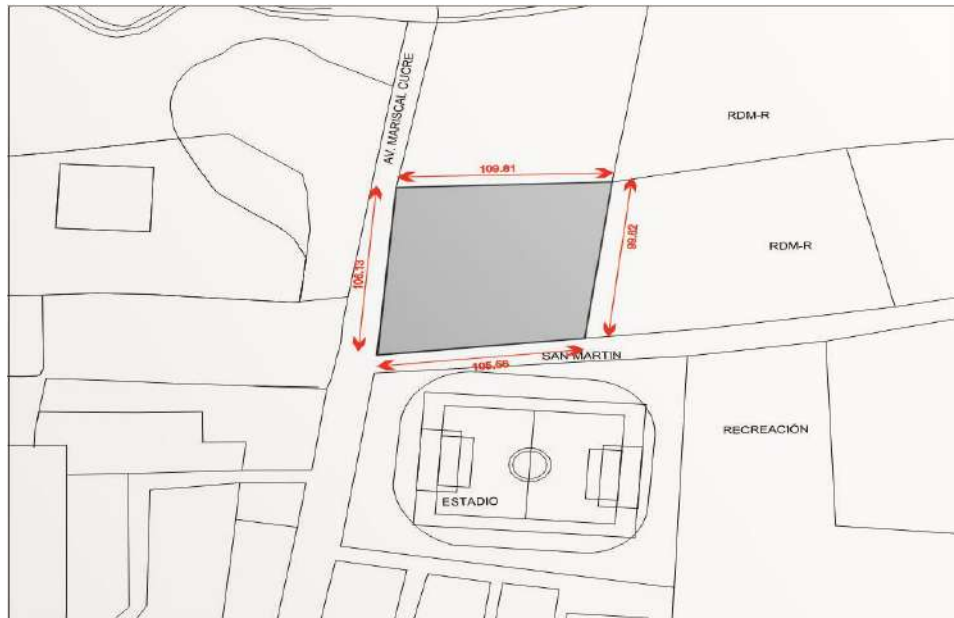 AV. MARISCAL CUCRE
RDM-R
109.81
106.13
99.62
RDM-R
SAN MARTIN
105.56
RECREACIÓN
ESTADIO